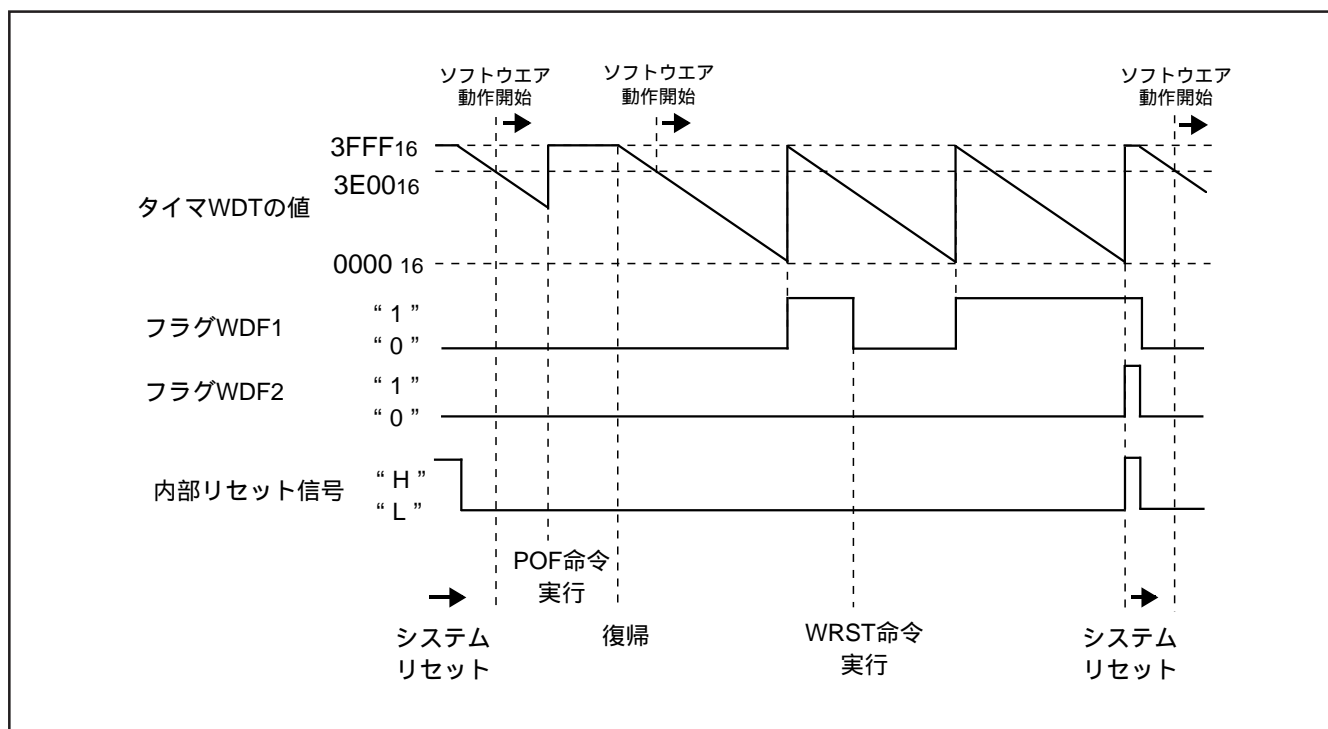 ソフトウエア
動作開始
ソフトウエア
動作開始
ソフトウエア
動作開始
3FFF16
3E0016
タイマWDTの値
0000 16
“ 1 ”
フラグWDF1
“ 0 ”
“ 1 ”
フラグWDF2
“ 0 ”
“ H ”
内部リセット信号
“ L ”
POF命令
実行
システム
リセット
復帰
WRST命令
実行
システム
リセット